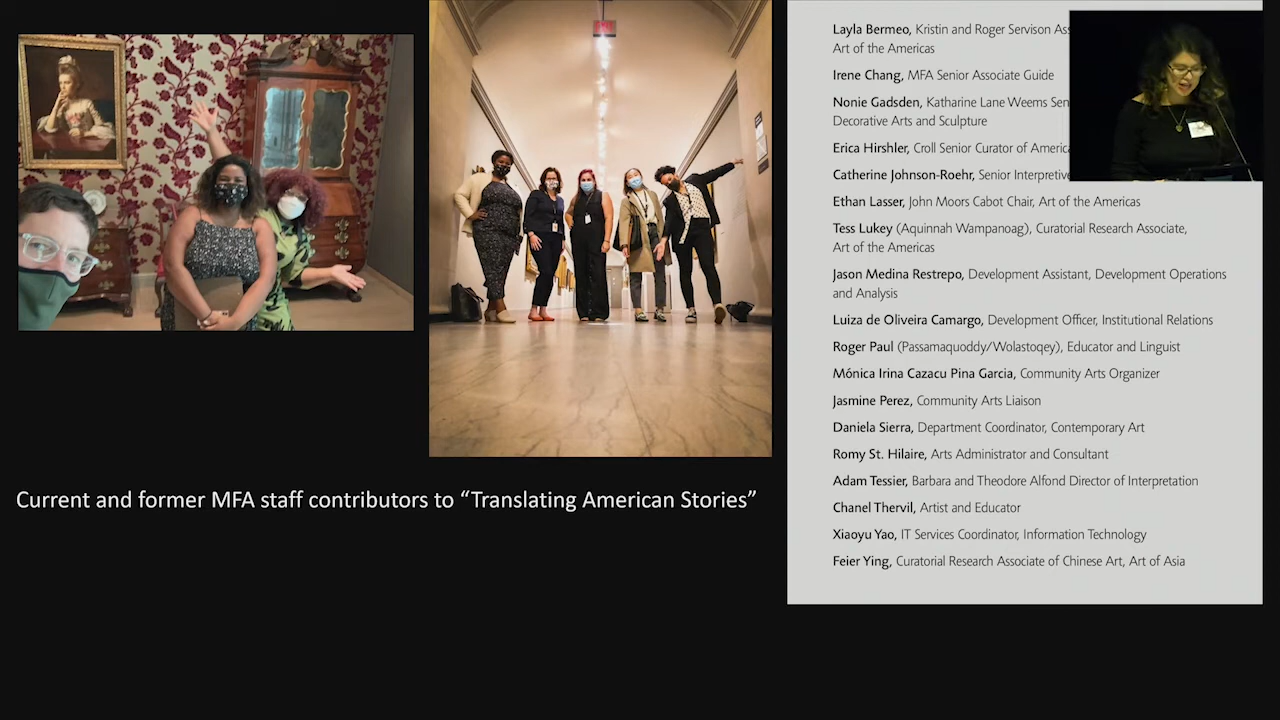 Layla Bermeo, Kristin and Roger Servison
Art of the Americas
Irene Chang, MFA Senior Associate Guide
Nonie Gadsden, Katharine Lane Weems
Decorative Arts and Sculpture
Erica Hirshler, Croll Senior Curator of
Catherine Johnson-Roehr, Senior
Ethan Lasser, John Moors Cabot Chair, Art of the Americas
Tess Lukey (Aquinnah Wampanoag), Curatorial Research Associate,
Art of the Americas
Jason Medina Restrepo, Development Assistant, Development Operations
and Analysis
Luiza de Oliveira Camargo, Development Officer, Institutional Relations
Roger Paul (Passamaquoddy/Wolastoqey), Educator and Linguist
Mónica Irina Cazacu Pina Garcia, Community Arts Organizer
Jasmine Perez, Community Arts Liaison
Daniela Sierra, Department Coordinator, Contemporary Art
Romy St. Hilaire, Arts Administrator and Consultant
Adam Tessier, Barbara and Theodore Alfond Director of Interpretation
Chanel Thervil, Artist and Educator
Xiaoyu Yao, IT Services Coordinator, Information Technology
Feier Ying, Curatorial Research Associate of Chinese Art, Art of Asia
Current and former MFA staff contributors to “Translating American Stories”